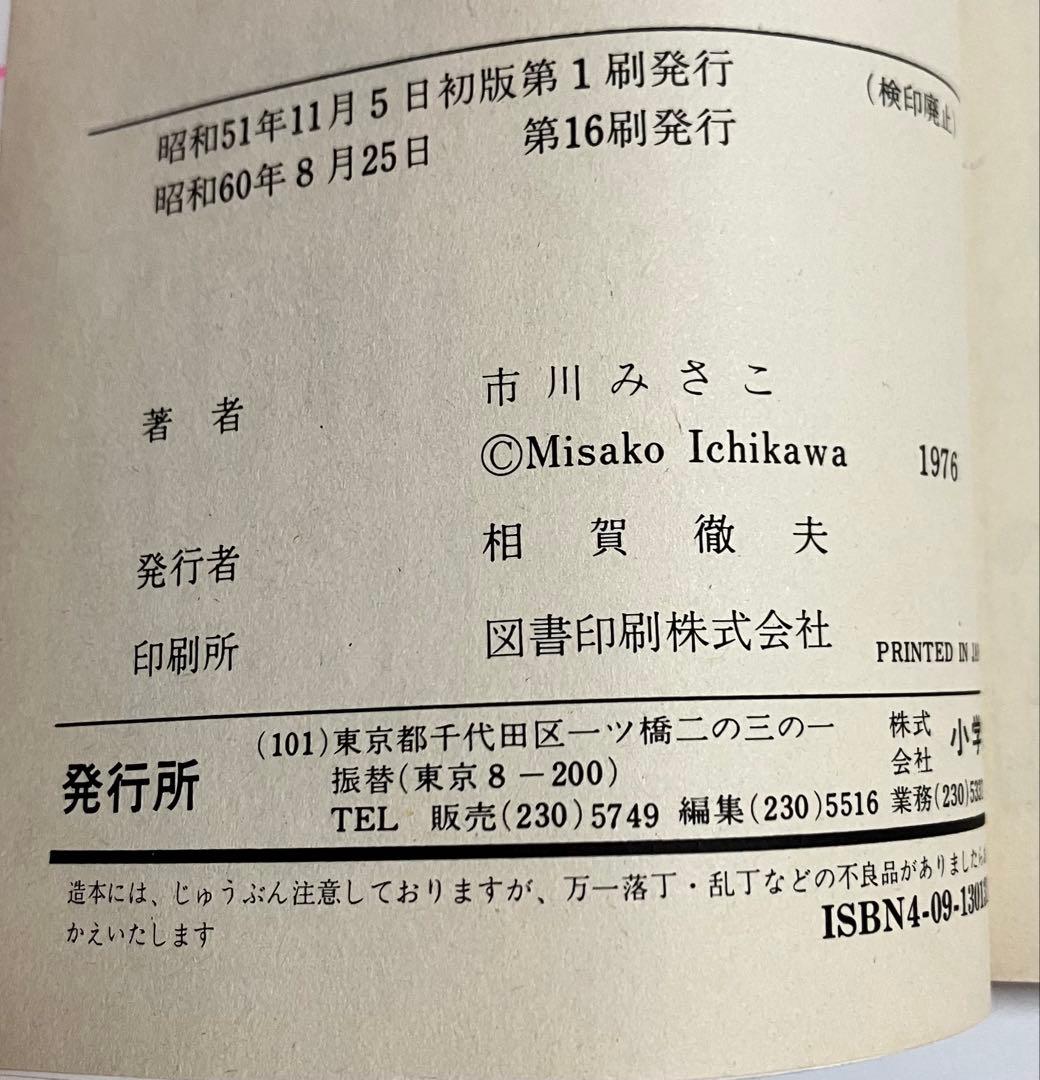 昭和51年11月5日初版第1刷発行 (検印廃止)
昭和60年8月25日 第16刷発行
著者 市川みさこ
©Misako Ichikawa 1976
発行者 相賀徹夫
印刷所 図書印刷株式会社 PRINTED IN
発行所
(101)東京都千代田区一ツ橋二の三の一
振替(東京8-200)
TEL 販売(230)5749 編集(230)5516 業務(230)
株式会社 小学
造本には、じゅうぶん注意しておりますが、万一落丁・乱丁などの不良品がありましたら
かえいたします
ISBN4-09-1301